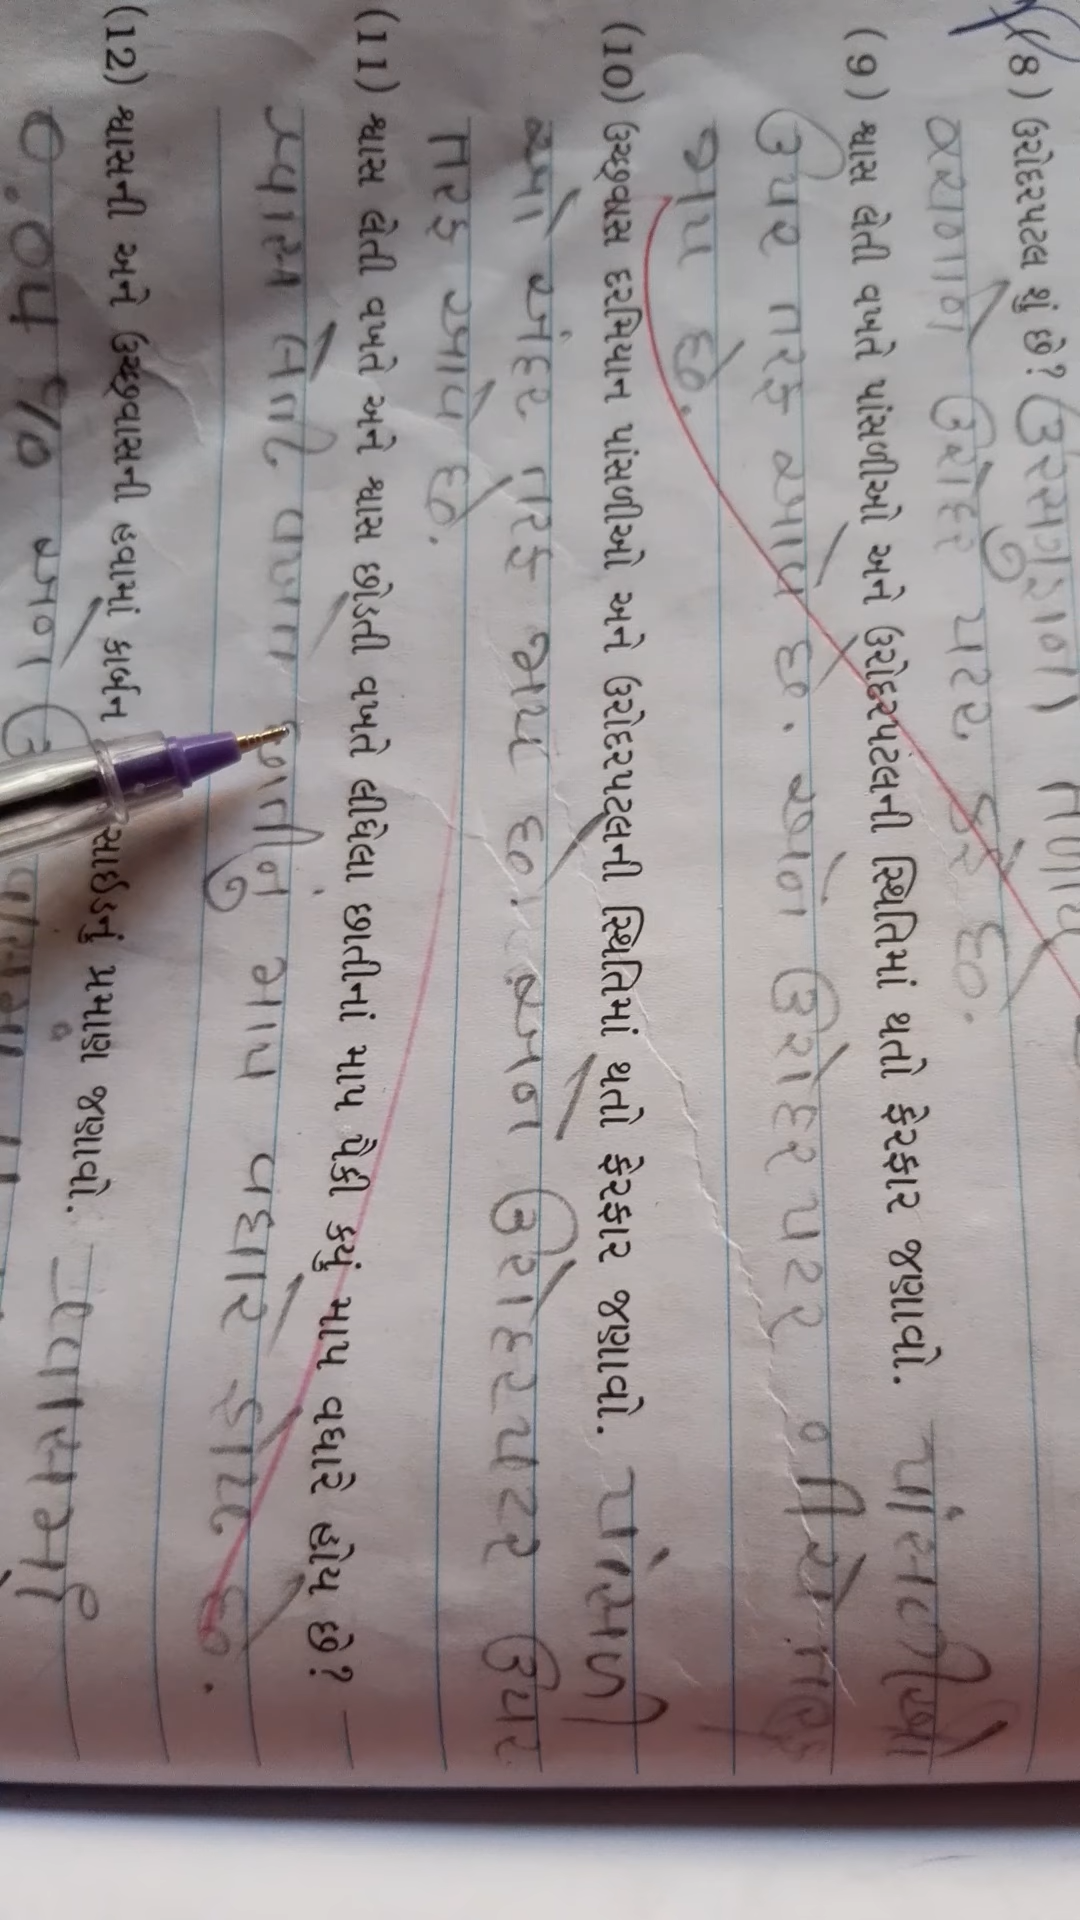 (8) ઉરોદરપટલ શું છે? ઉરસગુહાના તળીયે
ઉરોદર પટલ કહે છે.
(9) શ્વાસ લેતી વખતે પાંસળીઓ અને ઉરોદરપટલની સ્થિતિમાં થતો ફેરફાર જણાવો. પાંસળીઓ
ઉપર તરફ આવે છે. અને ઉરોદર પટલ નીચે તરફ
જાય છે.
(10) ઉચ્છ્વાસ દરમિયાન પાંસળીઓ અને ઉરોદરપટલની સ્થિતિમાં થતો ફેરફાર જણાવો. પાંસળી
ઓ અંદર તરફ જાય છે. અને ઉરોદરપટલ ઉપર
તરફ આવે છે.
(11) શ્વાસ લેતી વખતે અને શ્વાસ છોડતી વખતે લીધેલા છાતીનાં માપ પૈકી કયું માપ વધારે હોય છે?
શ્વાસ લેતી વખતે છાતીનું માપ વધારે હોય છે.
(12) શ્વાસની અને ઉચ્છ્વાસની હવામાં કાર્બન સાઇડનું પ્રમાણ જણાવો. શ્વાસમાં
0.04 % અને